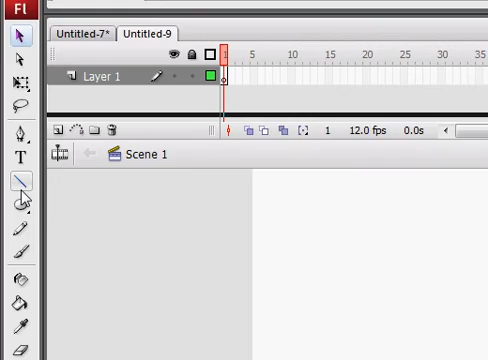 Fl
Untitled-7* Untitled-9
1 5 10 15 20 25 30 35
Layer 1
1 12.0 fps 0.0s
Scene 1
T